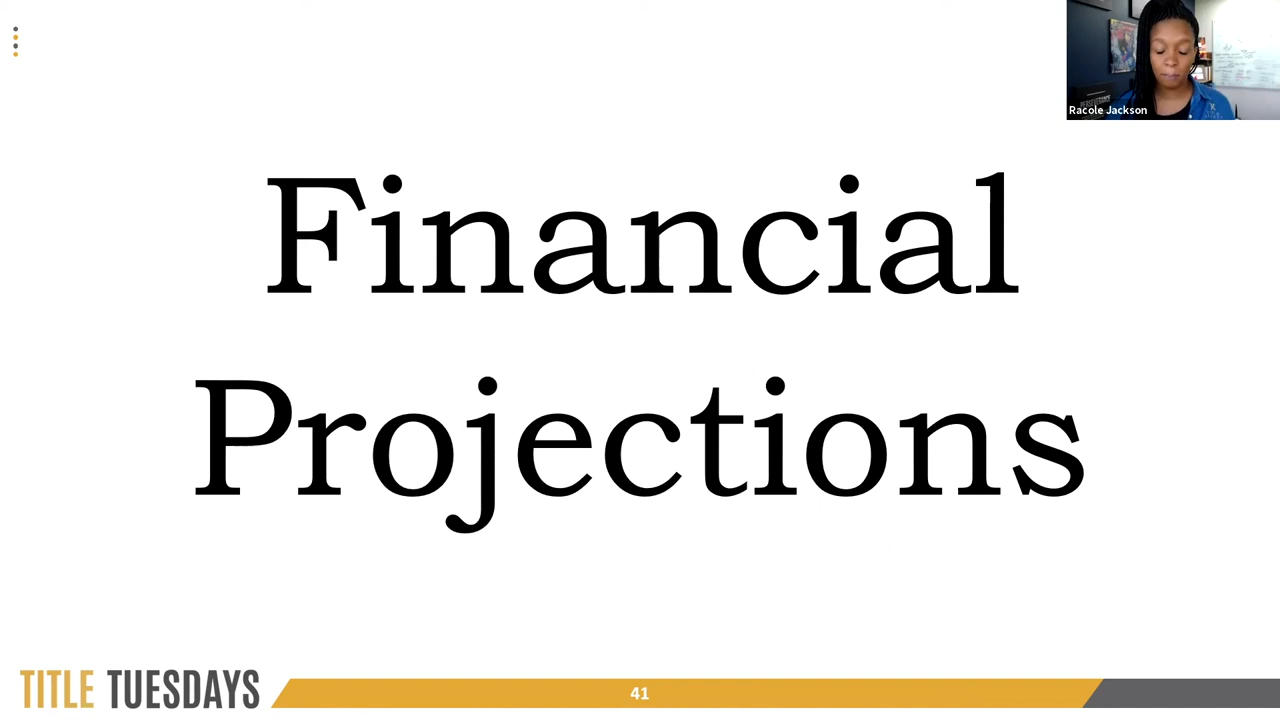 Racole Jackson
Financial
Projections
TITLE TUESDAYS
41